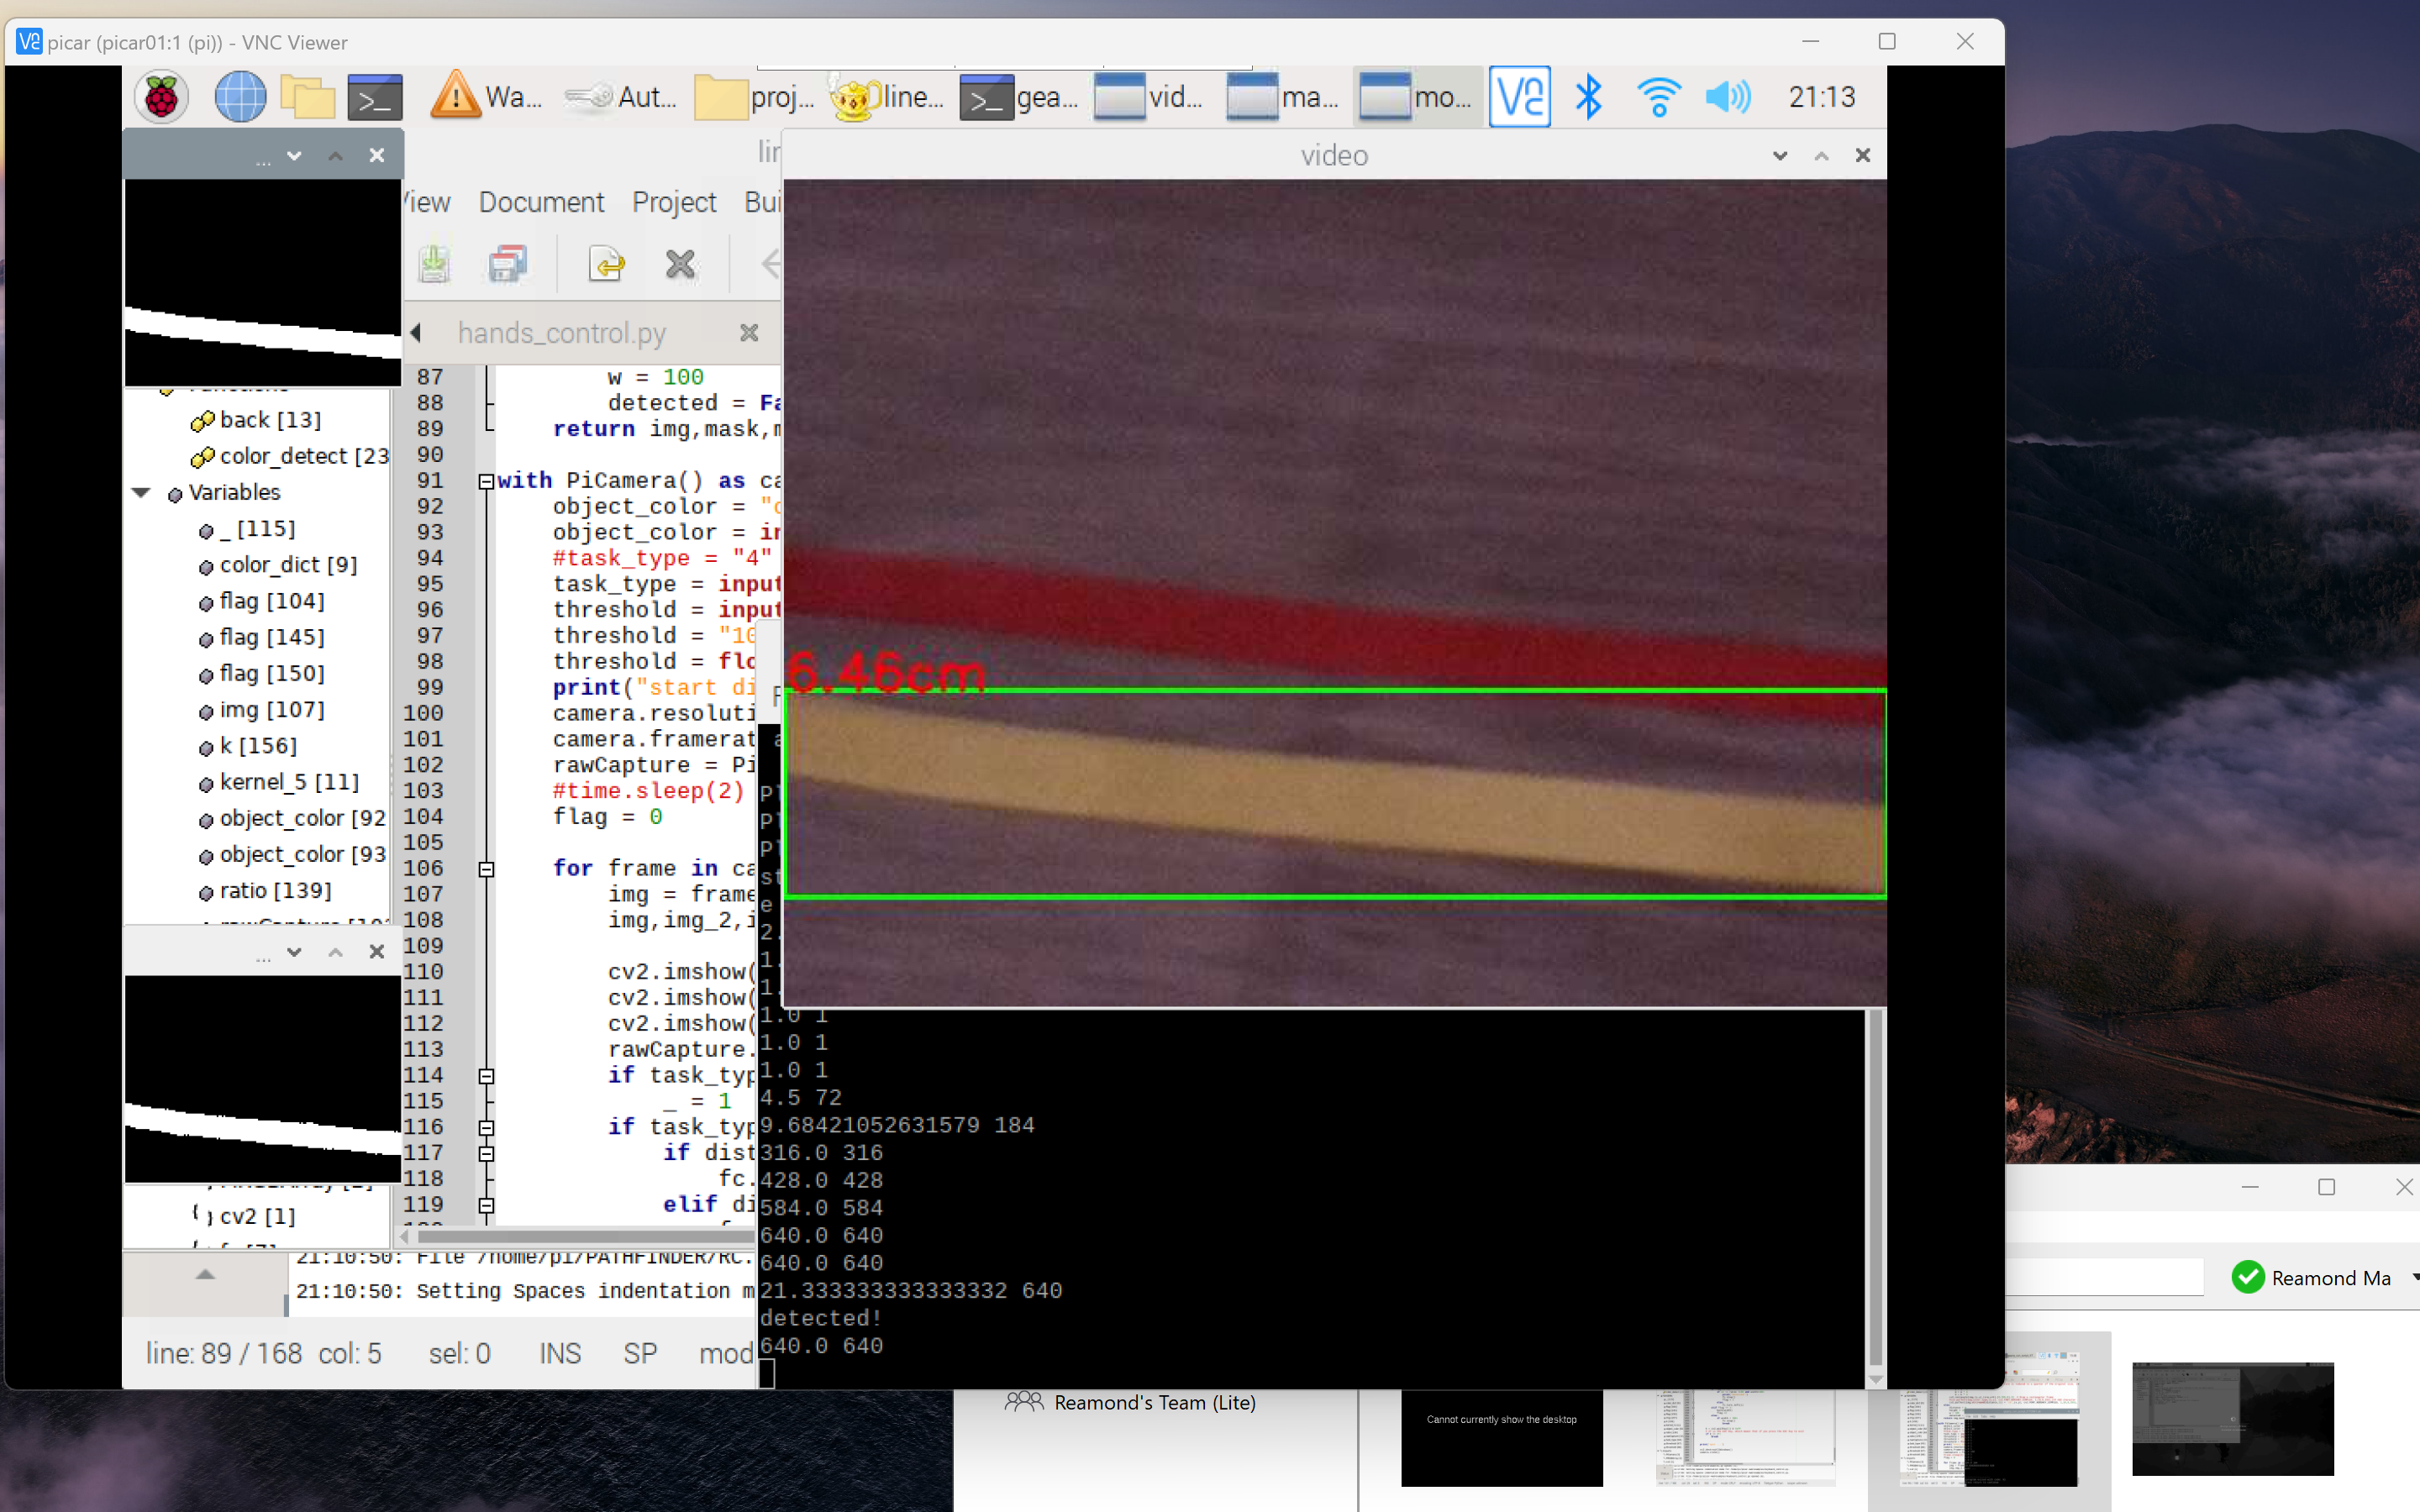 picar (picar01:1 (pi)) - VNC Viewer
Wa... Aut... proj... line... gea... vid... ma... mo... 21:13
... video
View Document Project
hands_control.py
87 w = 100
88 detected =
89 return img,mask,
90
91 with PiCamera() as
92 object_color =
93 object_color =
94 #task_type = "4"
95 task_type = input
96 threshold = input
97 threshold = "10
98 threshold =
99 print("start
100 camera.resoluti
101 camera.framerat
102 rawCapture = Pi
103 #time.sleep(2)
104 flag = 0
105
106 for frame in
107 img = frame
108 img,img_2,
109
110 cv2.imshow(
111 cv2.imshow(
112 cv2.imshow(
113 rawCapture.
114 if task_typ
115 _ = 1
116 if task_typ
117 if dist
118 fc.
119 elif di
back [13]
color_detect [23
Variables
_ [115]
color_dict [9]
flag [104]
flag [145]
flag [150]
img [107]
k [156]
kernel_5 [11]
object_color [92
object_color [93
ratio [139]
...
cv2 [1]
6.46cm
1.0 1
1.0 1
1.0 1
4.5 72
9.68421052631579 184
316.0 316
428.0 428
584.0 584
640.0 640
640.0 640
21.333333333333332 640
detected!
640.0 640
21:10:50: File /home/pi/PATHFINDER/RC.
21:10:50: Setting Spaces indentation m
line: 89 / 168 col: 5 sel: 0 INS SP mod
Reamond Ma
Reamond's Team (Lite)
Cannot currently show the desktop